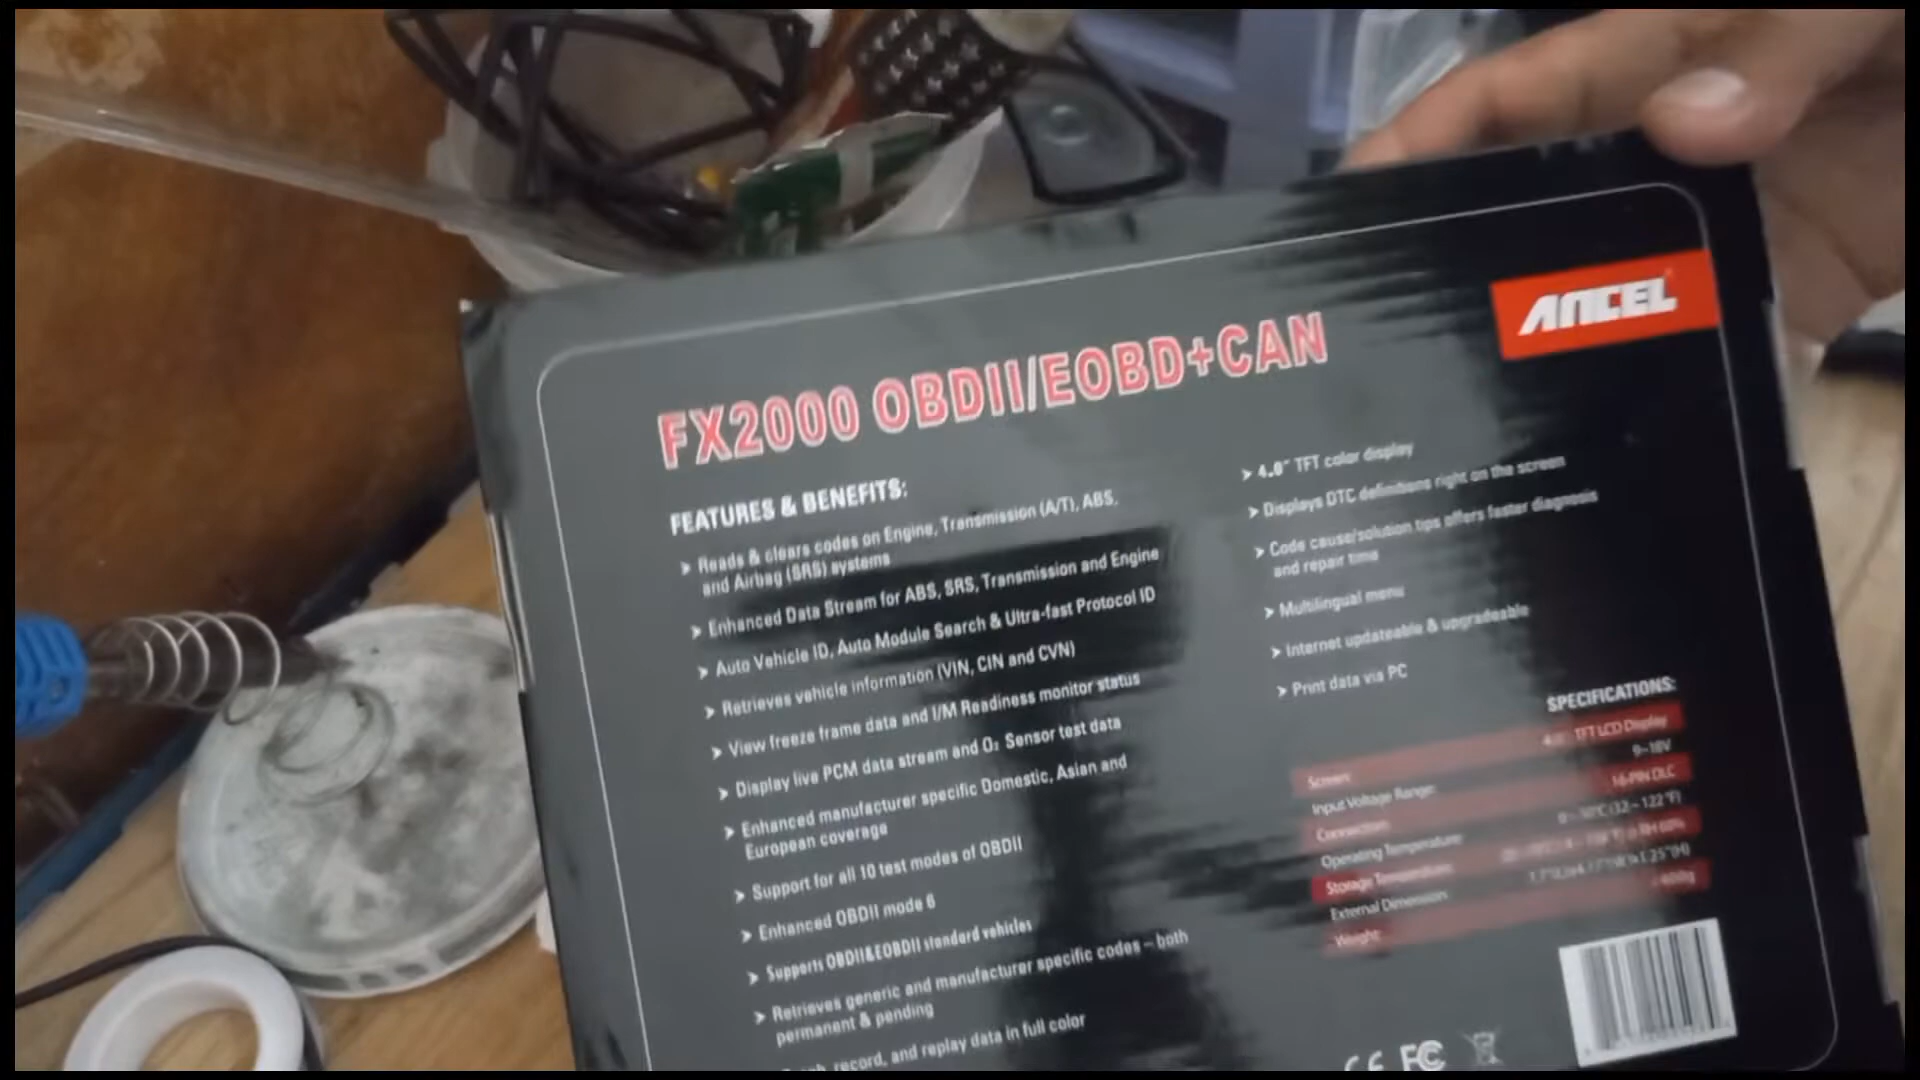 ANCEL
FX2000 OBDII/EOBD+CAN
FEATURES & BENEFITS:
➤ Reads & clears codes on Engine, Transmission (A/T), ABS,
and Airbag (SRS) systems
➤ Enhanced Data Stream for ABS, SRS, Transmission and Engine
➤ Auto Vehicle ID, Auto Module Search & Ultra-fast Protocol ID
➤ Retrieves vehicle information (VIN, CIN and CVN)
➤ View freeze frame data and I/M Readiness monitor status
➤ Display live PCM data stream and O₂ Sensor test data
➤ Enhanced manufacturer specific Domestic, Asian and
European coverage
➤ Support for all 10 test modes of OBDII
➤ Enhanced OBDII mode 6
➤ Supports OBDII&EOBDII standard vehicles
➤ Retrieves generic and manufacturer specific codes – both
permanent & pending
record, and replay data in full color
➤ 4.0" TFT color display
➤ Displays DTC definitions right on the screen
➤ Code cause/solution tips offers faster diagnosis
and repair time
➤ Multilingual menu
➤ Internet updateable & upgradeable
➤ Print data via PC
SPECIFICATIONS:
Screen: 4.0" TFT LCD Display
Input Voltage Range: 9~18V
Connection: 16-PIN DLC
Operating Temperature: 0~50°C (32~122°F)
Storage Temperature:
External Dimension:
Weight:
CE FC